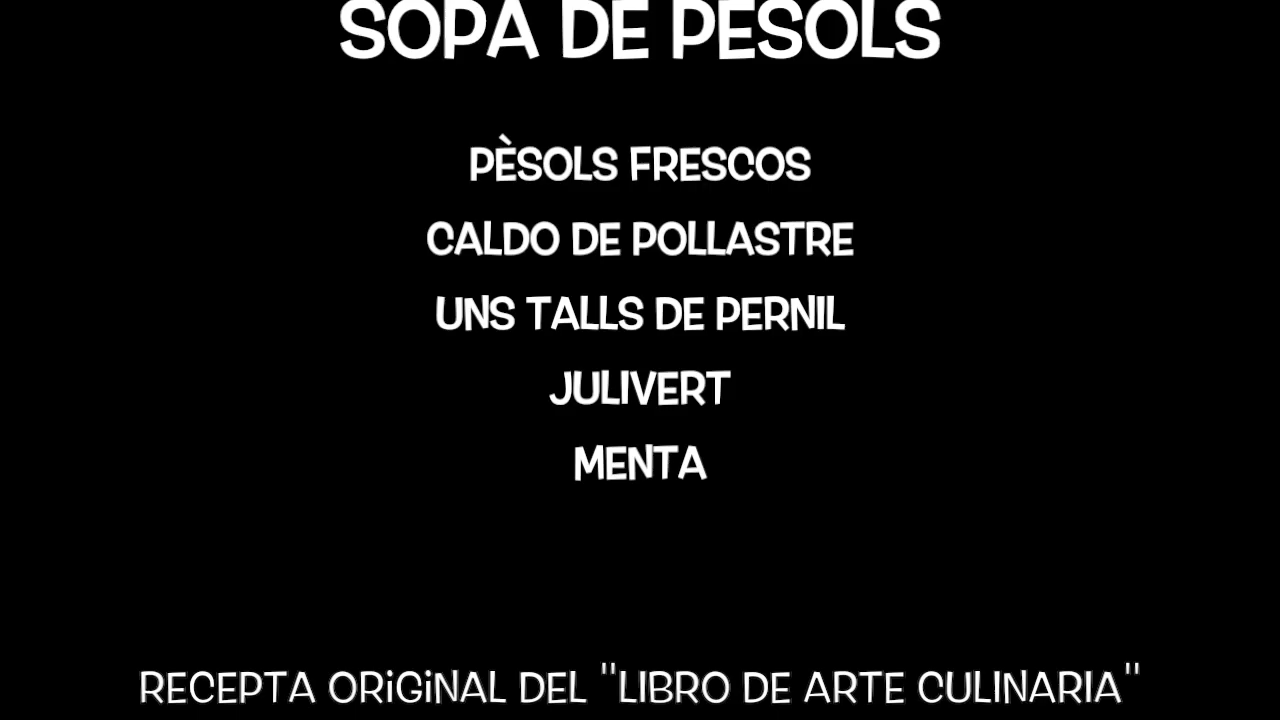 SOPA DE PESOLS
PÈSOLS FRESCOS
CALDO DE POLLASTRE
UNS TALLS DE PERNIL
JULIVERT
MENTA
RECEPTA ORiGiNAL DEL "LIBRO DE ARTE CULINARIA"